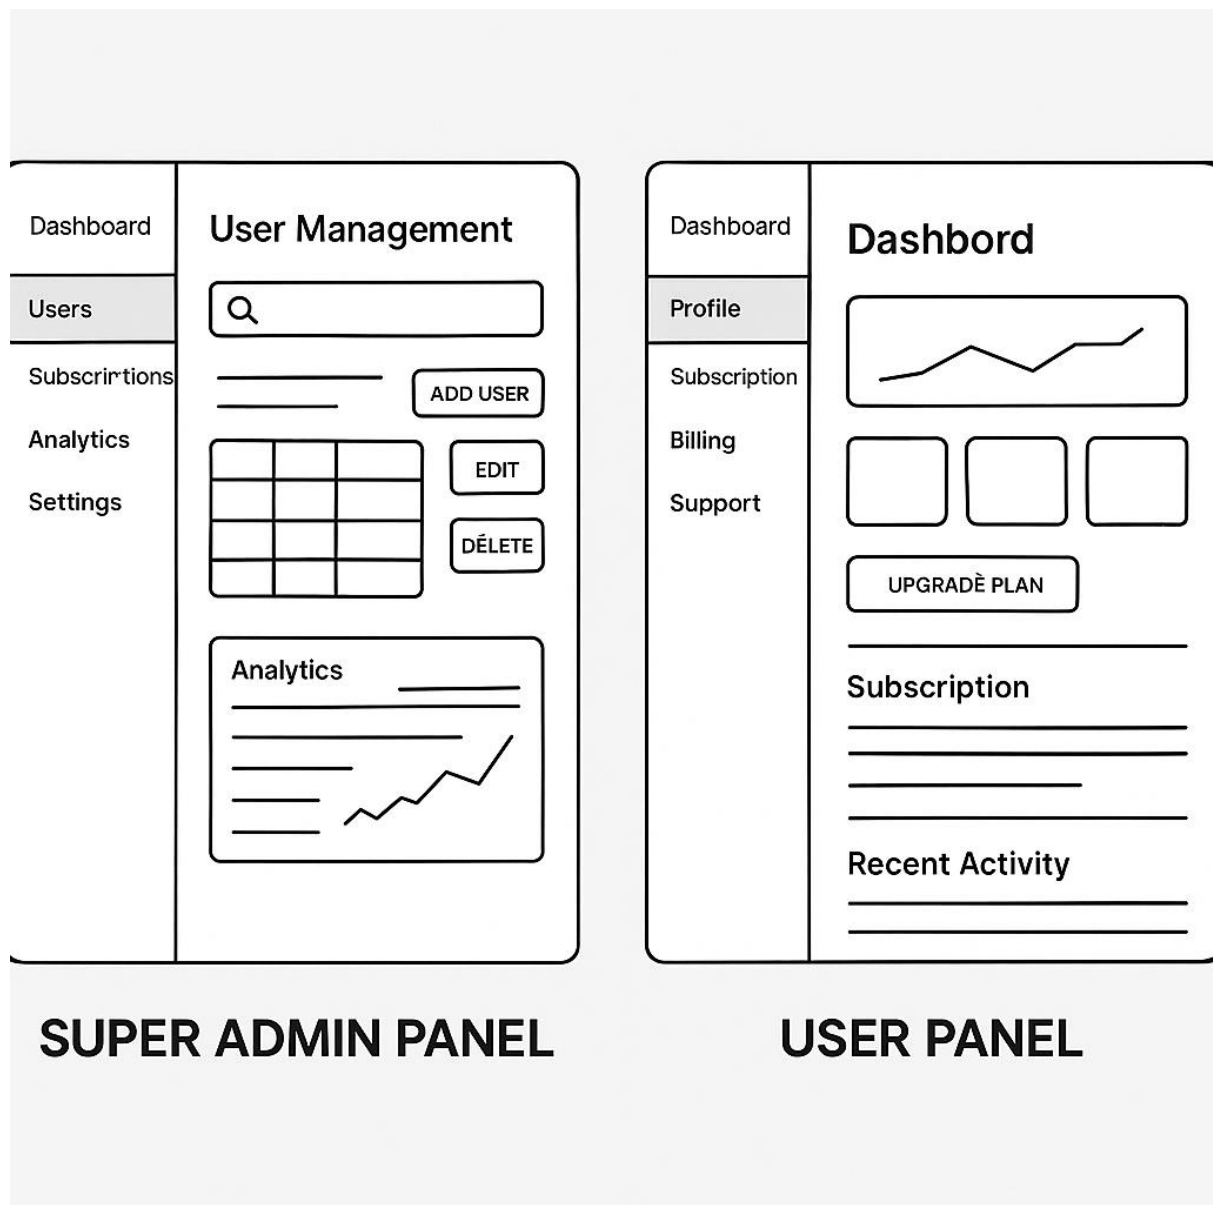 Dashboard
Users
Subscrirtions
Analytics
Settings
User Management
ADD USER
EDIT
DÉLETE
Analytics
SUPER ADMIN PANEL
Dashboard
Profile
Subscription
Billing
Support
Dashbord
UPGRADÈ PLAN
Subscription
Recent Activity
USER PANEL